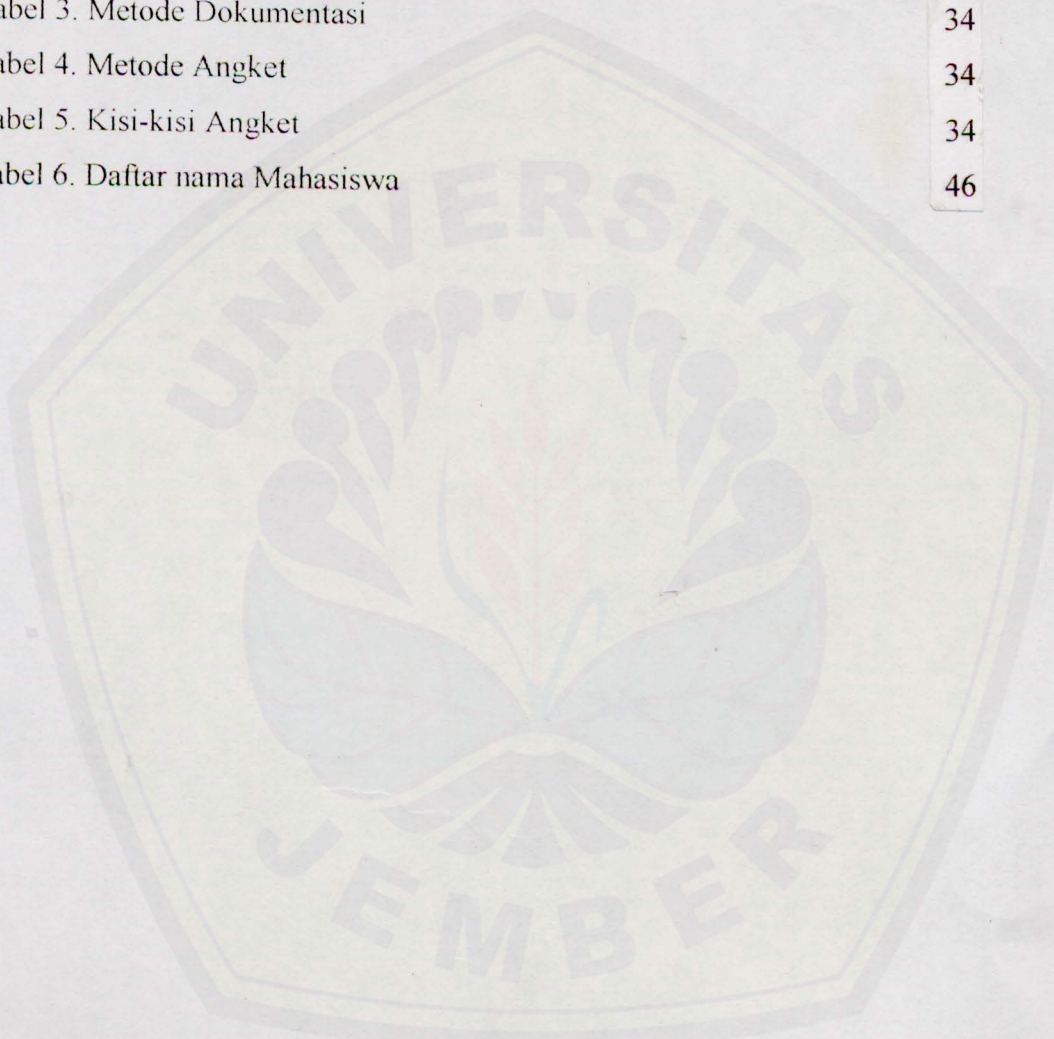 abel 3. Metode Dokumentasi 34
abel 4. Metode Angket 34
abel 5. Kisi-kisi Angket 34
abel 6. Daftar nama Mahasiswa 46
UNIVERSITAS
JEMBER